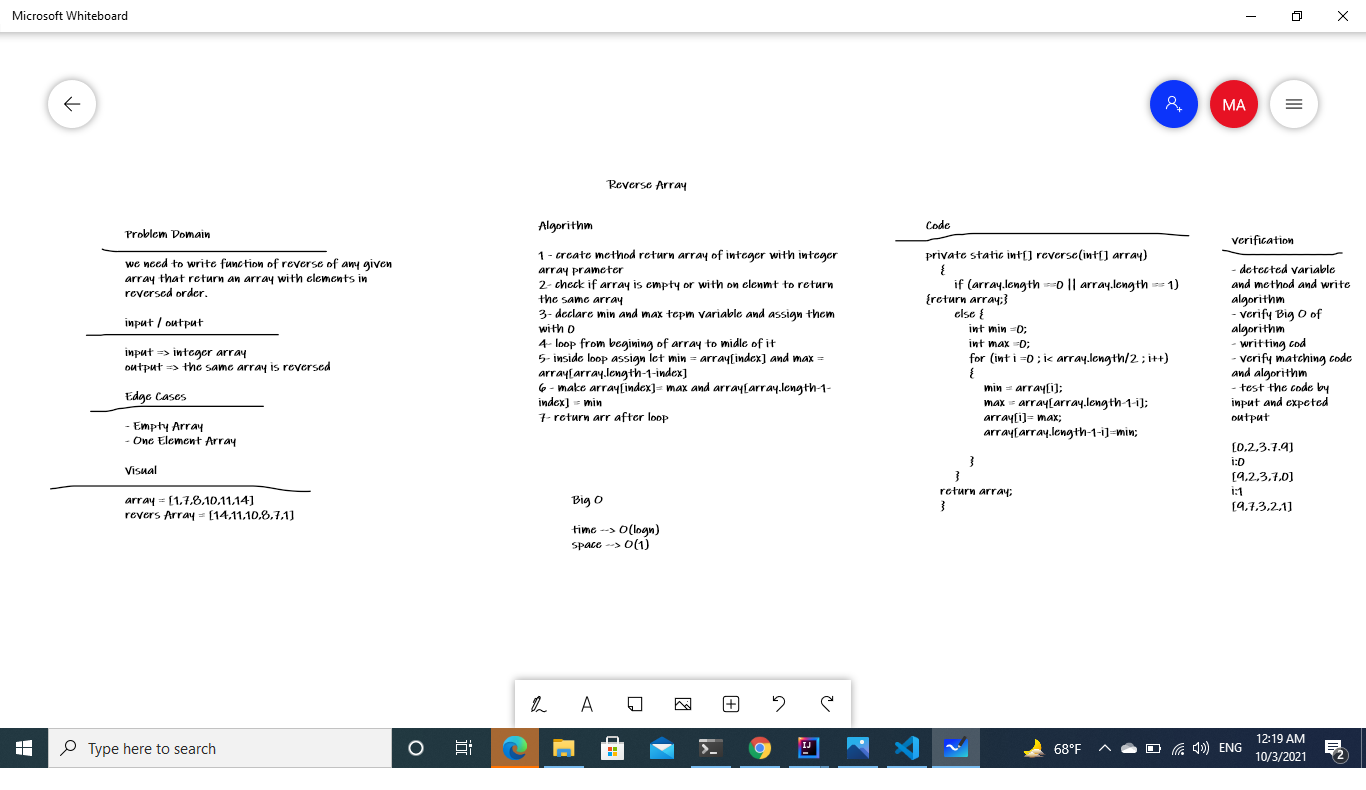 Microsoft Whiteboard
MA
Reverse Array
Problem Domain
we need to write function of reverse of any given
array that return an array with elements in
reversed order.
input / output
input => integer array
output => the same array is reversed
Edge Cases
- Empty Array
- One Element Array
Visual
array = [1,7,8,10,11,14]
revers Array = [14,11,10,8,7,1]
Algorithm
1 - create method return array of integer with integer
array prameter
2- check if array is empty or with on elenmt to return
the same array
3- declare min and max tepm variable and assign them
with 0
4- loop from begining of array to midle of it
5- inside loop assign let min = array[index] and max =
array[array.length-1-index]
6 - make array[index]= max and array[array.length-1-
index] = min
7- return arr after loop
Big O
time --> O(logn)
space --> O(1)
Code
private static int[] reverse(int[] array)
{
if (array.length ==0 || array.length == 1)
{return array;}
else {
int min =0;
int max =0;
for (int i =0 ; i< array.length/2 ; i++)
{
min = array[i];
max = array[array.length-1-i];
array[i]= max;
array[array.length-1-i]=min;
}
}
return array;
}
verification
- detected variable
and method and write
algorithm
- verify Big O of
algorithm
- writting cod
- verify matching code
and algorithm
- test the code by
input and expeted
output
[0,2,3.7.9]
i:0
[9,2,3,7,0]
i:1
[9,7,3,2,1]
Type here to search
68°F
ENG
12:19 AM
10/3/2021
2